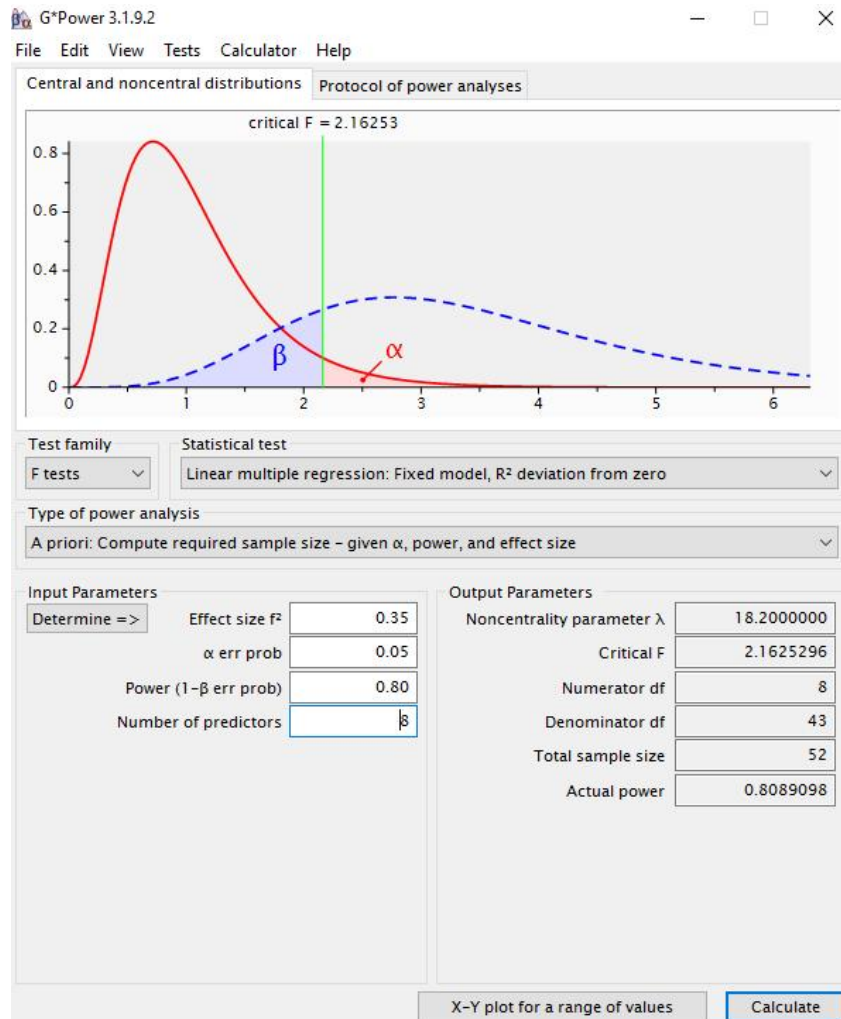 G*Power 3.1.9.2
File Edit View Tests Calculator Help
Central and noncentral distributions Protocol of power analyses
critical F = 2.16253
0.8
0.6
0.4
0.2
0
β
α
0 1 2 3 4 5 6
Test family Statistical test
F tests Linear multiple regression: Fixed model, R² deviation from zero
Type of power analysis
A priori: Compute required sample size – given α, power, and effect size
Input Parameters Output Parameters
Determine => Effect size f² 0.35 Noncentrality parameter λ 18.2000000
α err prob 0.05 Critical F 2.1625296
Power (1-β err prob) 0.80 Numerator df 8
Number of predictors 8 Denominator df 43
Total sample size 52
Actual power 0.8089098
X-Y plot for a range of values Calculate